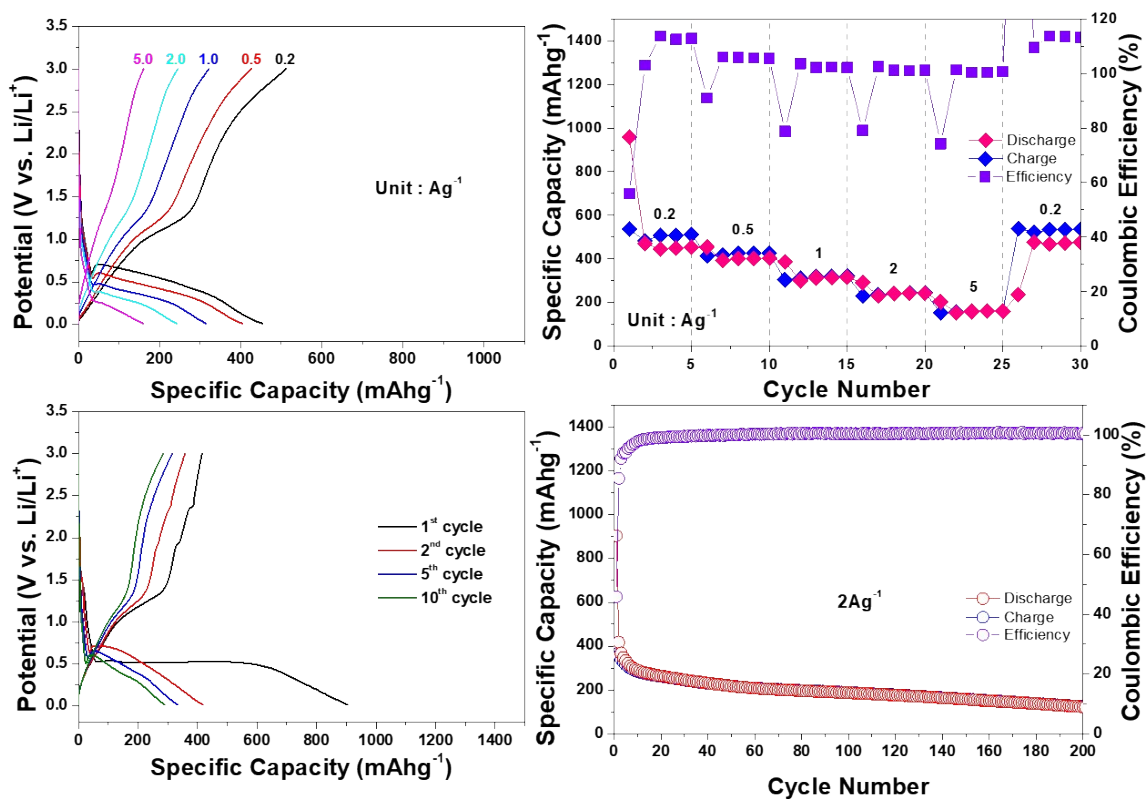 5.0 2.0 1.0 0.5 0.2
Unit : Ag⁻¹
3.5
3.0
2.5
2.0
1.5
1.0
0.5
0.0
0 200 400 600 800 1000
Potential (V vs. Li/Li⁺)
Specific Capacity (mAhg⁻¹)
1400
1200
1000
800
600
400
200
0
Specific Capacity (mAhg⁻¹)
Discharge
Charge
Efficiency
0.2
0.5
1
2
5
0.2
Unit : Ag⁻¹
120
100
80
60
40
20
0
Coulombic Efficiency (%)
0 5 10 15 20 25 30
Cycle Number
3.5
3.0
2.5
2.0
1.5
1.0
0.5
0.0
Potential (V vs. Li/Li⁺)
1ˢᵗ cycle
2ⁿᵈ cycle
5ᵗʰ cycle
10ᵗʰ cycle
0 200 400 600 800 1000 1200 1400
Specific Capacity (mAhg⁻¹)
1400
1200
1000
800
600
400
200
0
Specific Capacity (mAhg⁻¹)
2Ag⁻¹
Discharge
Charge
Efficiency
100
80
60
40
20
0
Coulombic Efficiency (%)
0 20 40 60 80 100 120 140 160 180 200
Cycle Number